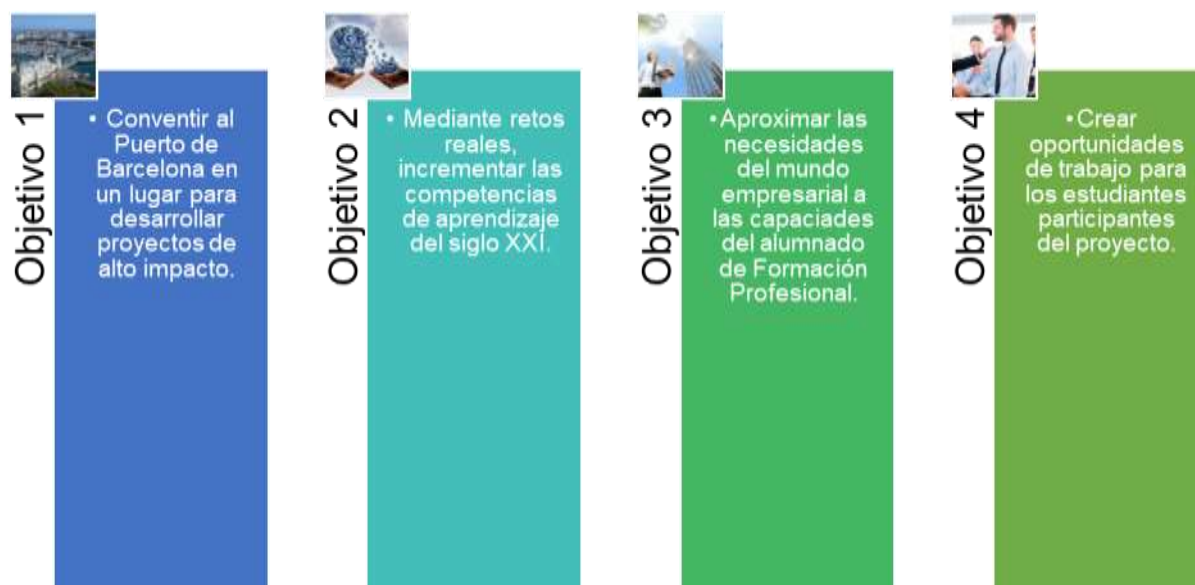 Objetivo 1
• Conventir al
Puerto de
Barcelona en
un lugar para
desarrollar
proyectos de
alto impacto.
Objetivo 2
• Mediante retos
reales,
incrementar las
competencias
de aprendizaje
del siglo XXI.
Objetivo 3
•Aproximar las
necesidades
del mundo
empresarial a
las capaciades
del alumnado
de Formación
Profesional.
Objetivo 4
•Crear
oportunidades
de trabajo para
los estudiantes
participantes
del proyecto.